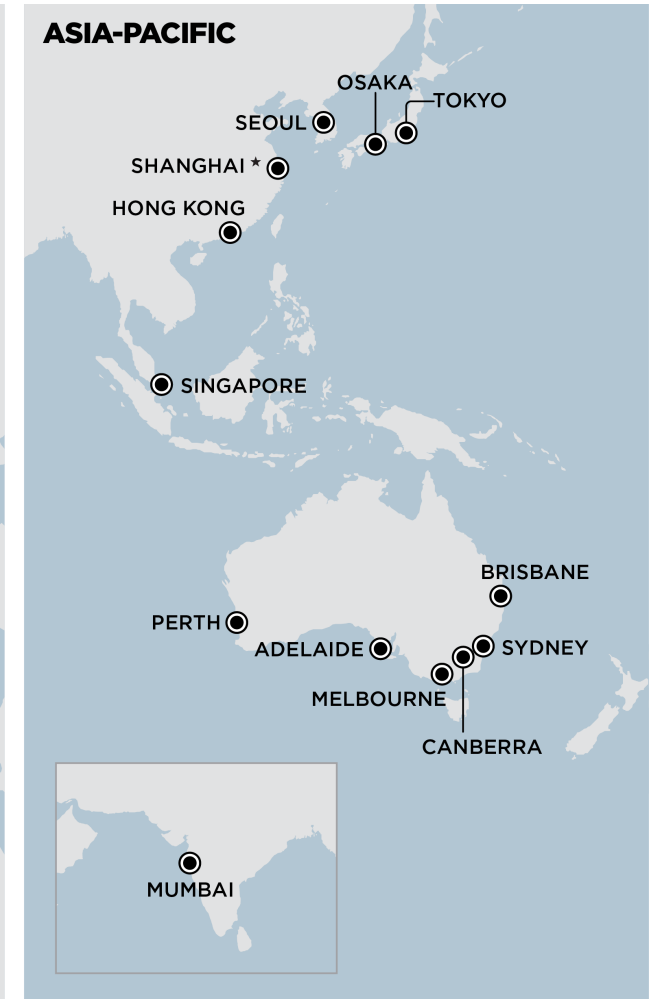 ASIA-PACIFIC
OSAKA
TOKYO
SEOUL
SHANGHAI ★
HONG KONG
SINGAPORE
BRISBANE
PERTH
ADELAIDE
SYDNEY
MELBOURNE
CANBERRA
MUMBAI